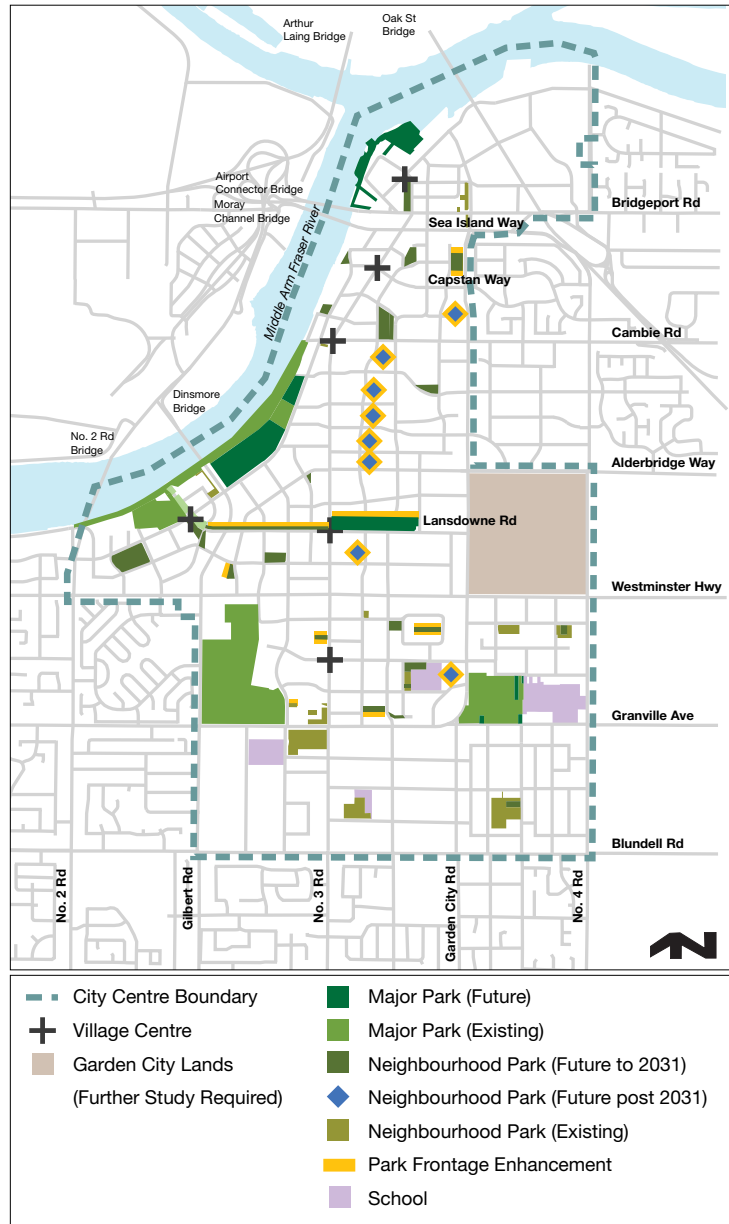 Arthur
Laing Bridge
Oak St
Bridge
Airport
Connector Bridge
Moray
Channel Bridge
Bridgeport Rd
Sea Island Way
Middle Arm Fraser River
Capstan Way
Cambie Rd
Dinsmore
Bridge
No. 2 Rd
Bridge
Alderbridge Way
Lansdowne Rd
Westminster Hwy
Granville Ave
Blundell Rd
No. 2 Rd
Gilbert Rd
No. 3 Rd
Garden City Rd
No. 4 Rd
N
City Centre Boundary
Village Centre
Garden City Lands
(Further Study Required)
Major Park (Future)
Major Park (Existing)
Neighbourhood Park (Future to 2031)
Neighbourhood Park (Future post 2031)
Neighbourhood Park (Existing)
Park Frontage Enhancement
School